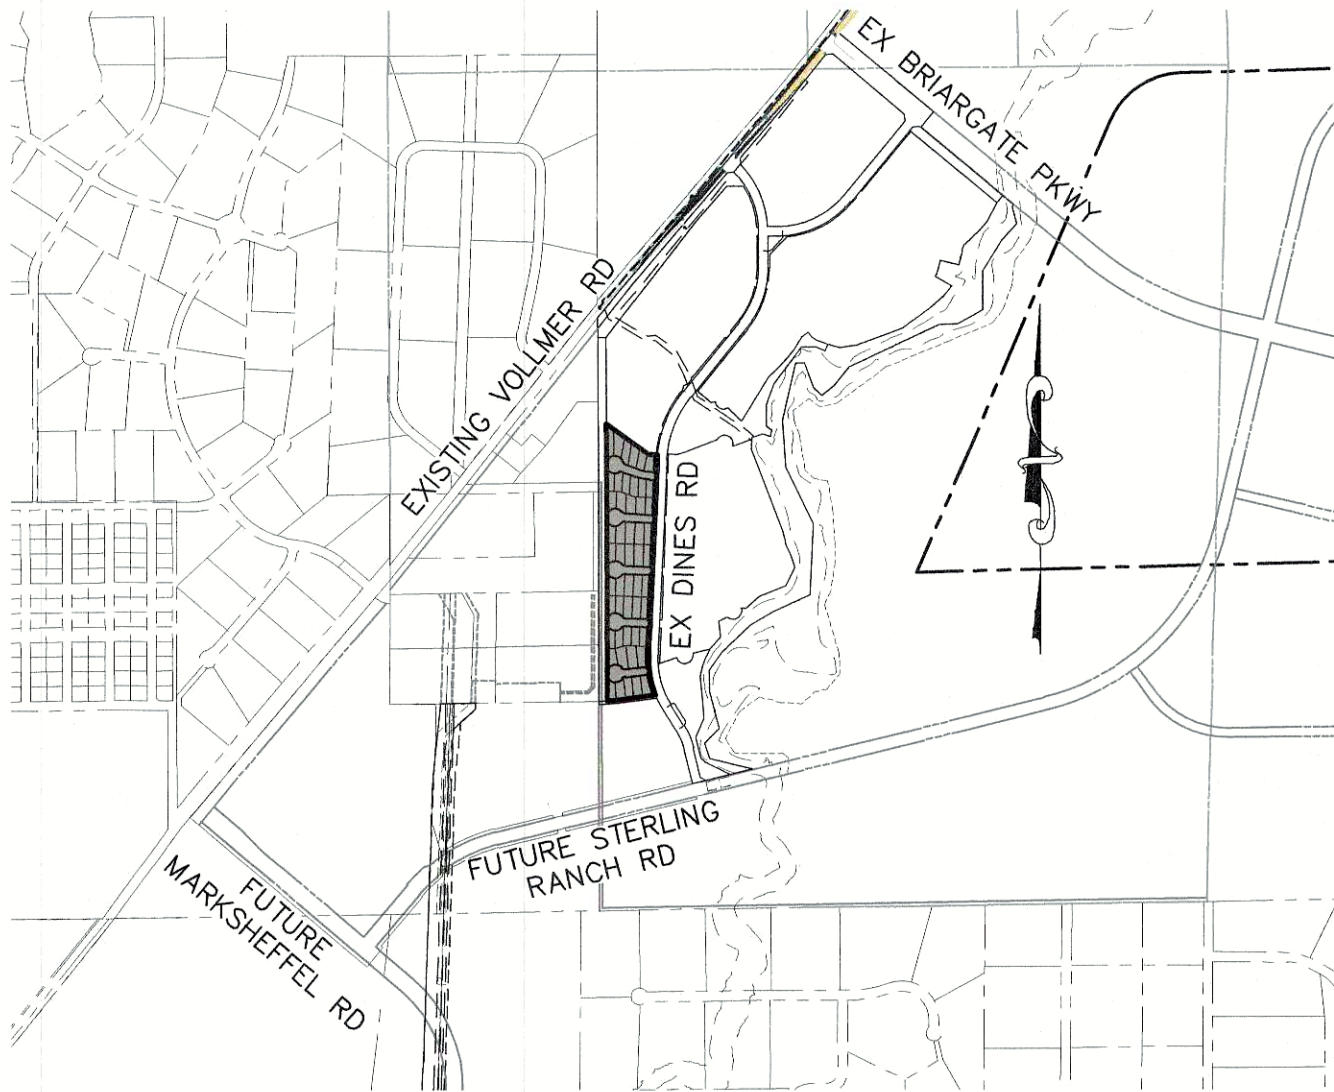 EX BRIARGATE PKWY
EXISTING VOLLMER RD
EX DINES RD
FUTURE STERLING
RANCH RD
FUTURE
MARKSHEFFEL RD